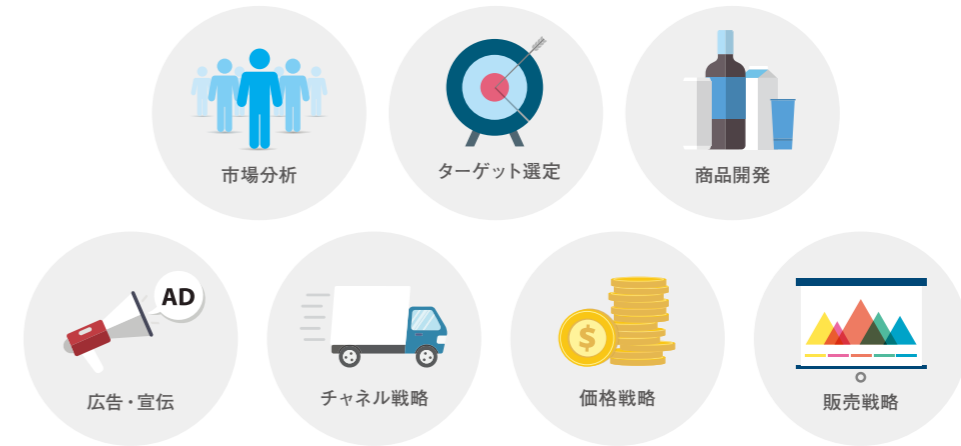 市場分析
ターゲット選定
商品開発
AD
広告・宣伝
チャネル戦略
$
価格戦略
販売戦略